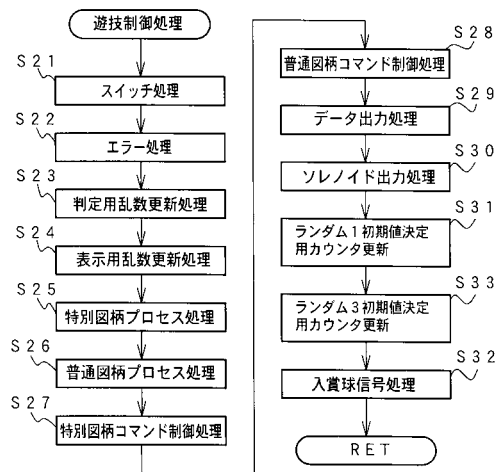 遊技制御処理
S21
スイッチ処理
S22
エラー処理
S23
判定用乱数更新処理
S24
表示用乱数更新処理
S25
特別図柄プロセス処理
S26
普通図柄プロセス処理
S27
特別図柄コマンド制御処理
S28
普通図柄コマンド制御処理
S29
データ出力処理
S30
ソレノイド出力処理
S31
ランダム1初期値決定
用カウンタ更新
S33
ランダム3初期値決定
用カウンタ更新
S32
入賞球信号処理
RET